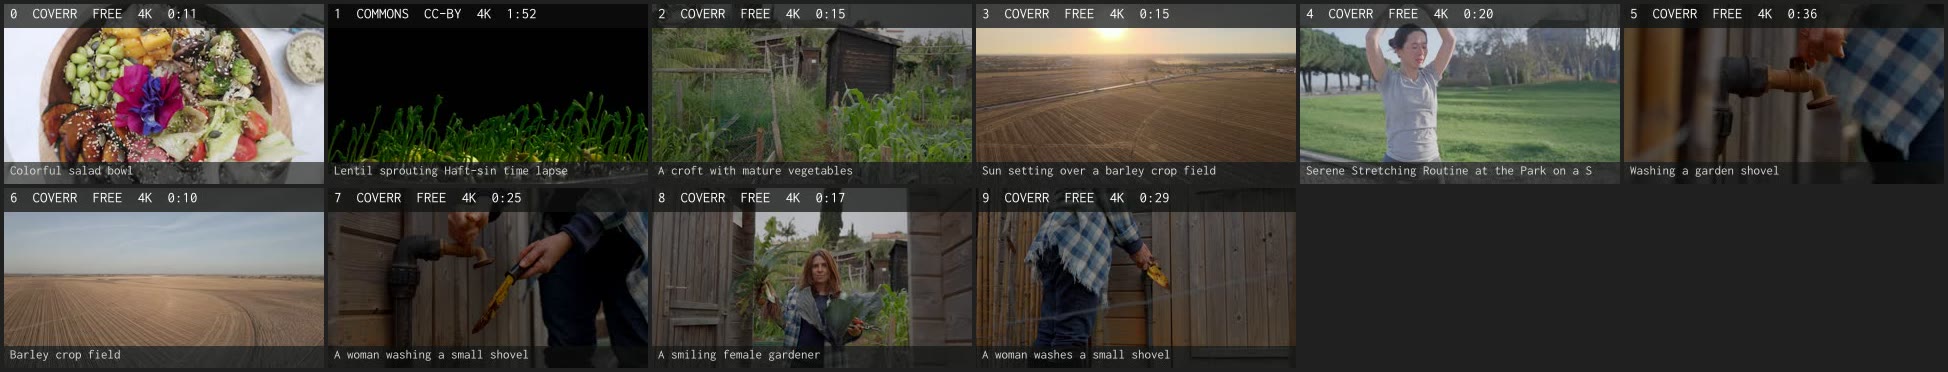 0 COVERR FREE 4K 0:11
Colorful salad bowl
1 COMMONS CC-BY 4K 1:52
Lentil sprouting Haft-sin time lapse
2 COVERR FREE 4K 0:15
A croft with mature vegetables
3 COVERR FREE 4K 0:15
Sun setting over a barley crop field
4 COVERR FREE 4K 0:20
Serene Stretching Routine at the Park on a S
5 COVERR FREE 4K 0:36
Washing a garden shovel
6 COVERR FREE 4K 0:10
Barley crop field
7 COVERR FREE 4K 0:25
A woman washing a small shovel
8 COVERR FREE 4K 0:17
A smiling female gardener
9 COVERR FREE 4K 0:29
A woman washes a small shovel